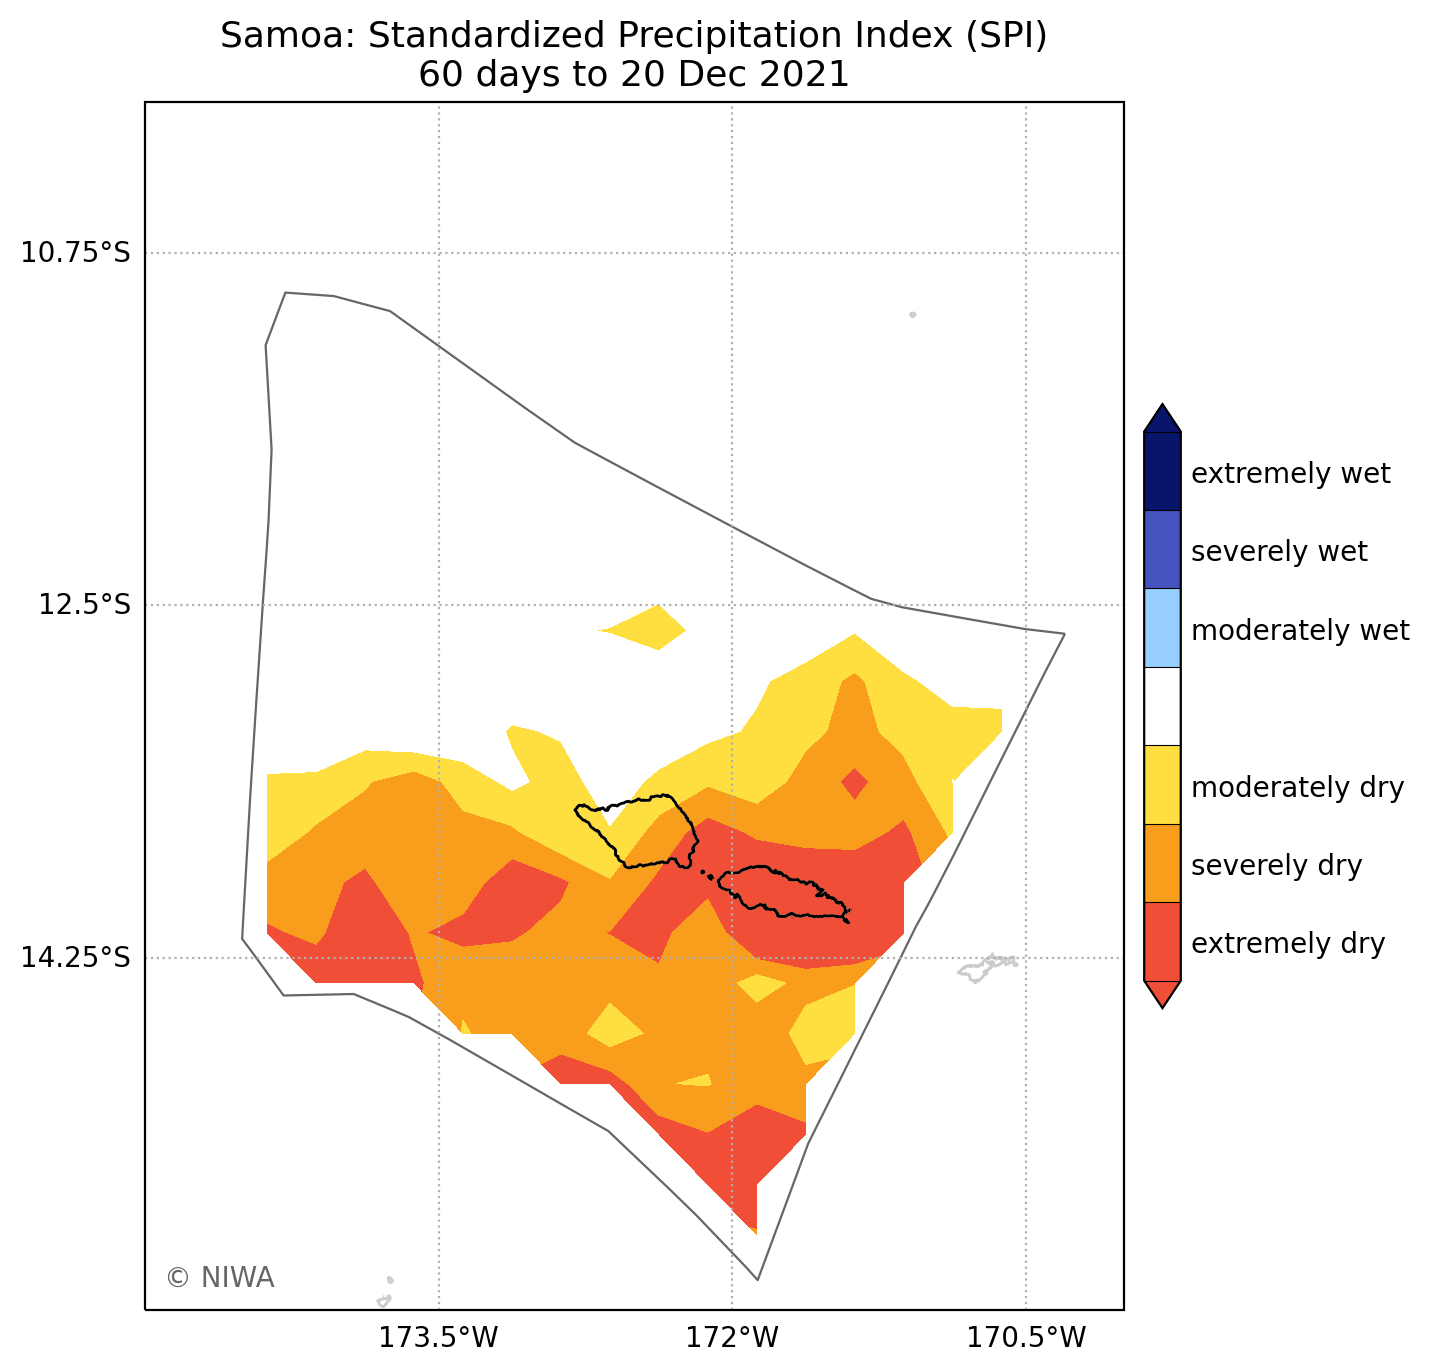 Samoa: Standardized Precipitation Index (SPI)
60 days to 20 Dec 2021
10.75°S
12.5°S
14.25°S
173.5°W
172°W
170.5°W
extremely wet
severely wet
moderately wet
moderately dry
severely dry
extremely dry
© NIWA